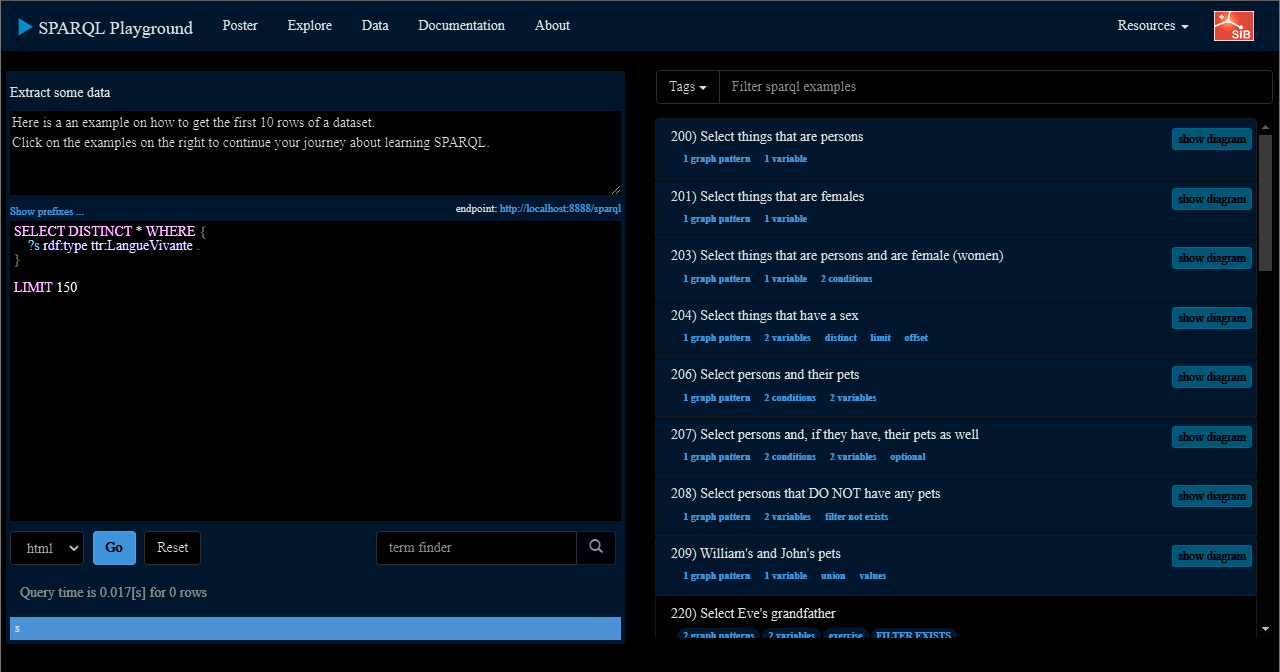 SPARQL Playground Poster Explore Data Documentation About Resources SIB
Extract some data
Here is a an example on how to get the first 10 rows of a dataset.
Click on the examples on the right to continue your journey about learning SPARQL.
Show prefixes ... endpoint: http://localhost:8888/sparql
SELECT DISTINCT * WHERE {
?s rdf:type ttr:LangueVivante .
}
LIMIT 150
html Go Reset term finder
Query time is 0.017[s] for 0 rows
s
Tags Filter sparql examples
200) Select things that are persons show diagram
1 graph pattern 1 variable
201) Select things that are females show diagram
1 graph pattern 1 variable
203) Select things that are persons and are female (women) show diagram
1 graph pattern 1 variable 2 conditions
204) Select things that have a sex show diagram
1 graph pattern 2 variables distinct limit offset
206) Select persons and their pets show diagram
1 graph pattern 2 conditions 2 variables
207) Select persons and, if they have, their pets as well show diagram
1 graph pattern 2 conditions 2 variables optional
208) Select persons that DO NOT have any pets show diagram
1 graph pattern 2 variables filter not exists
209) William's and John's pets show diagram
1 graph pattern 1 variable union values
220) Select Eve's grandfather
2 graph patterns 2 variables exercise FILTER EXISTS